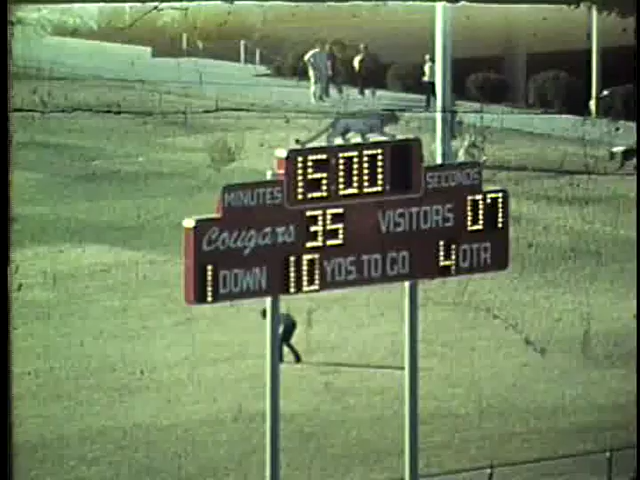 MINUTES 15:00 SECONDS
Cougars 35 VISITORS 07
1 DOWN 10 YDS. TO GO 4 QTR